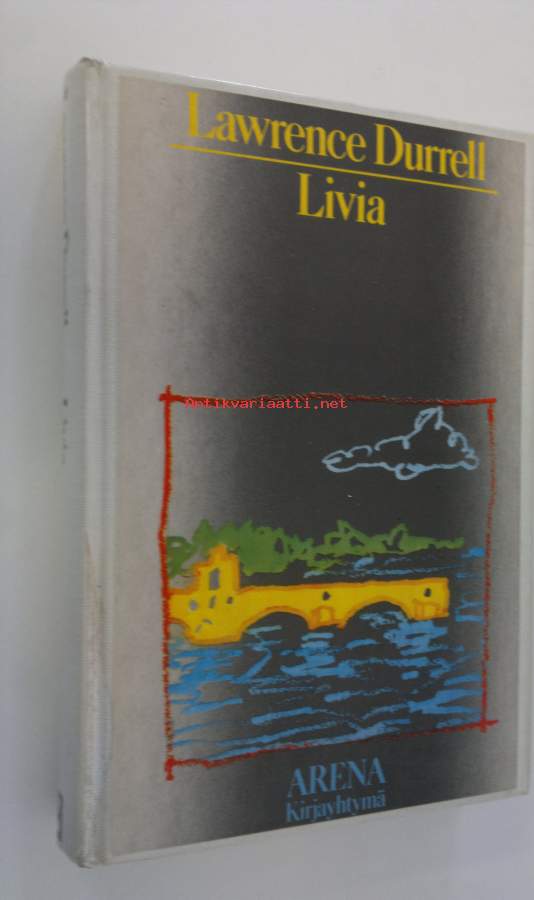 Lawrence Durrell
Livia
Antikvariaatti.net
ARENA
Kirjayhtymä